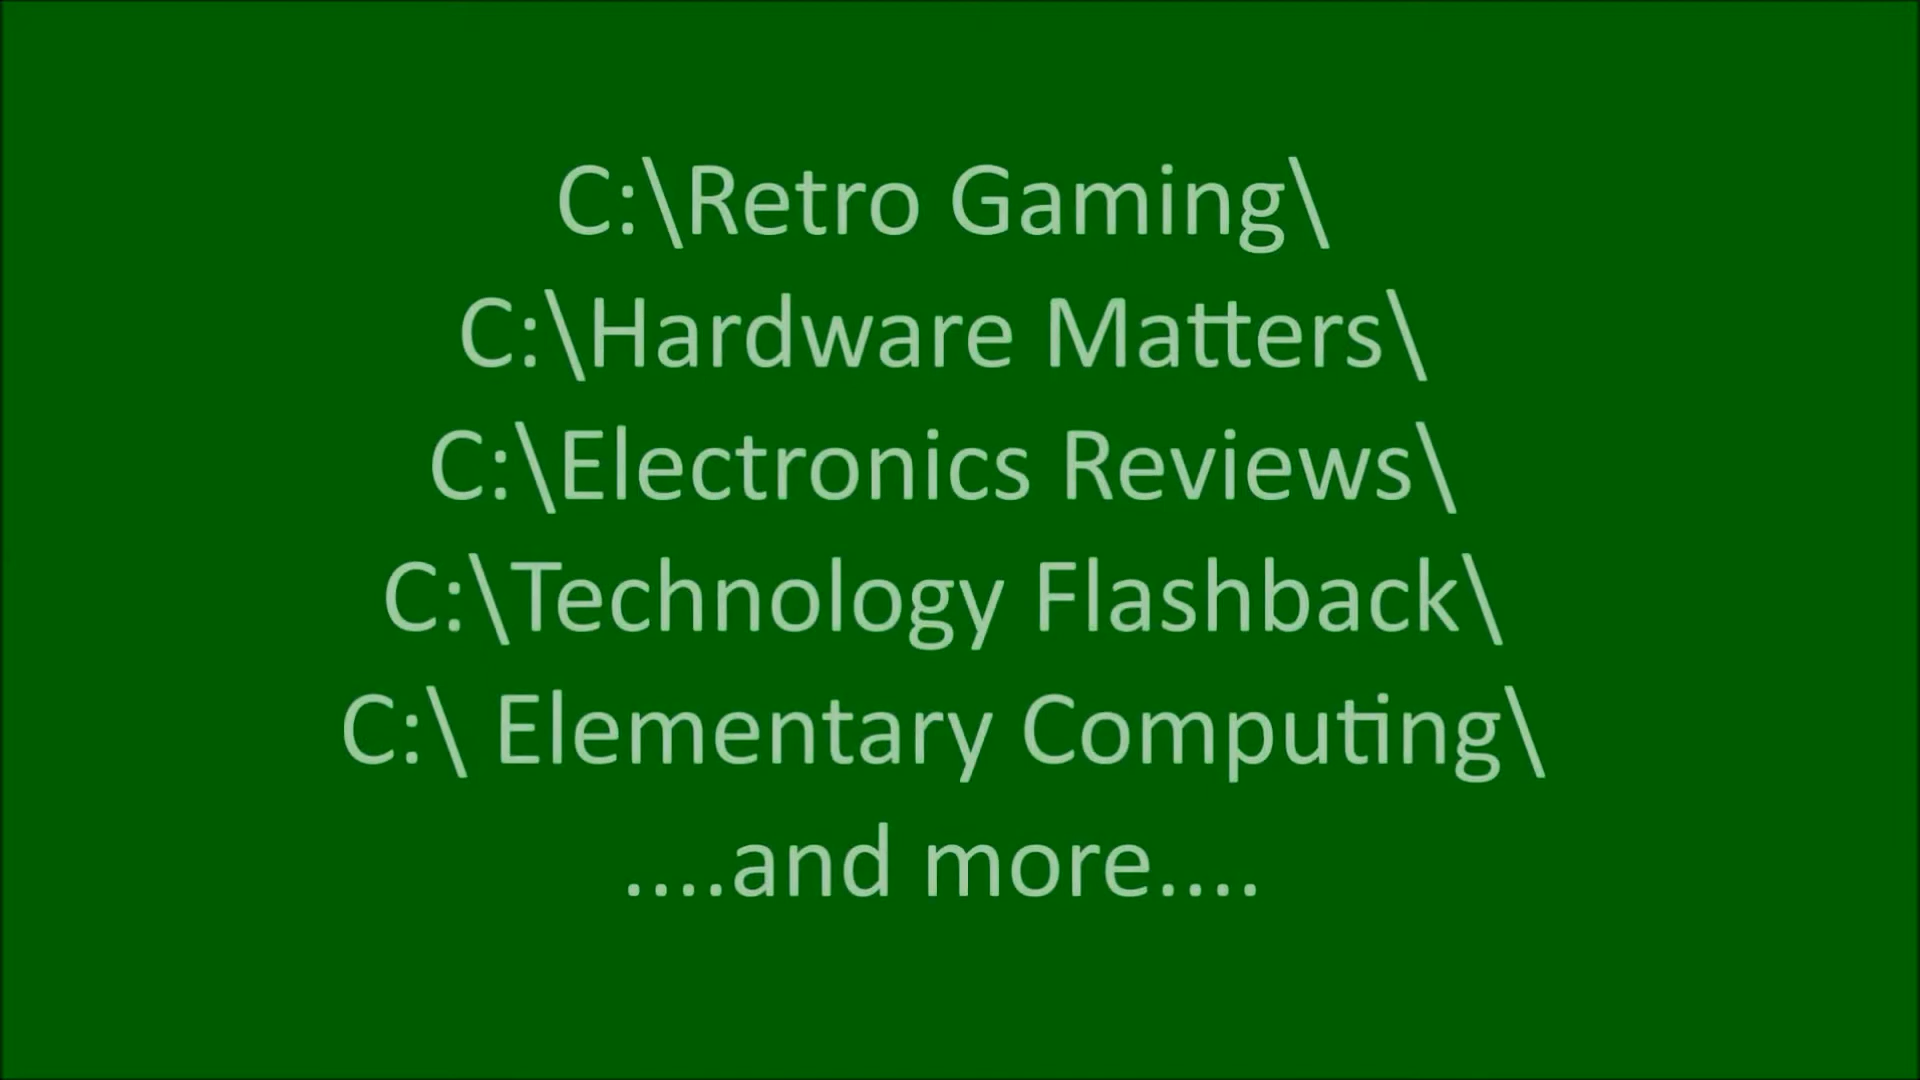 C:\Retro Gaming\
C:\Hardware Matters\
C:\Electronics Reviews\
C:\Technology Flashback\
C:\ Elementary Computing\
....and more....